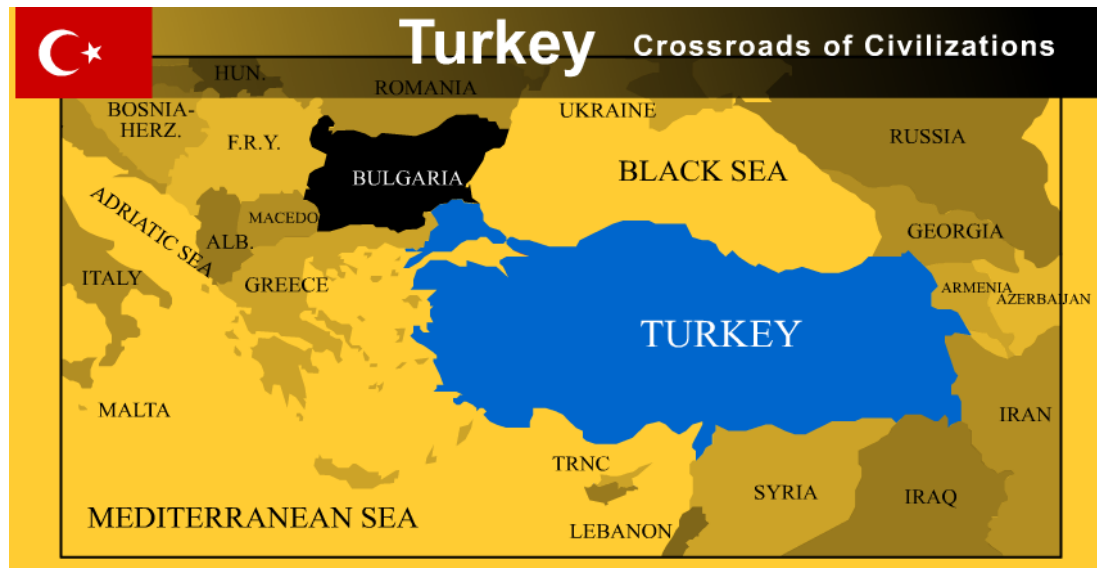 Turkey Crossroads of Civilizations
HUN.
ROMANIA
UKRAINE
BOSNIA-
HERZ.
F.R.Y.
RUSSIA
BULGARIA
BLACK SEA
ADRIATIC SEA
MACEDO
ALB.
GEORGIA
ITALY
GREECE
ARMENIA
AZERBAIJAN
TURKEY
MALTA
IRAN
TRNC
SYRIA
IRAQ
MEDITERRANEAN SEA
LEBANON